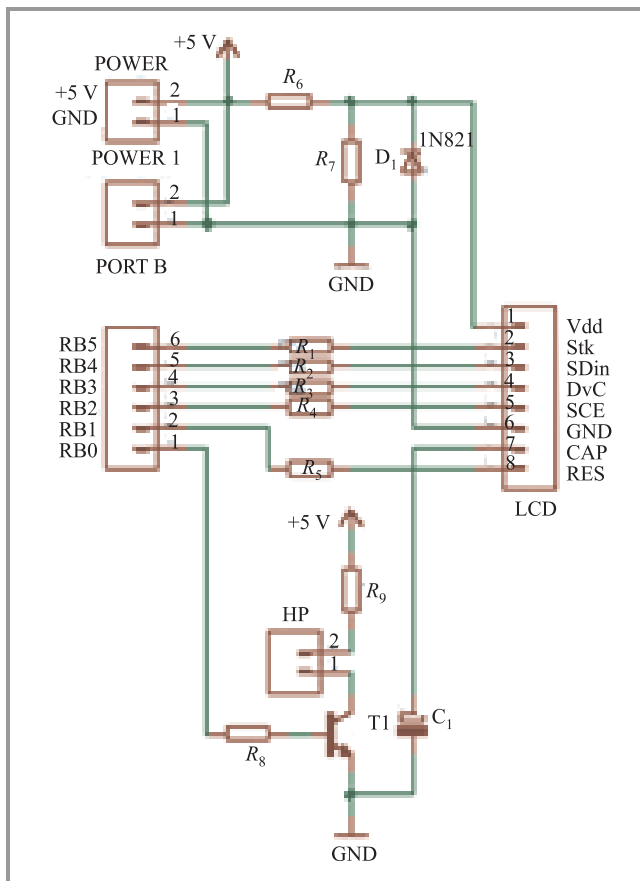 +5 V
POWER
+5 V 2
GND 1
R6
R7
D1 1N821
POWER 1
2
1
PORT B
GND
1 Vdd
RB5 6 R1 2 Stk
RB4 5 R2 3 SDin
RB3 4 R3 4 DvC
RB2 3 R4 5 SCE
RB1 2 6 GND
RB0 1 7 CAP
R5 8 RES
LCD
+5 V
R9
HP
2
1
T1 C1
R8
GND